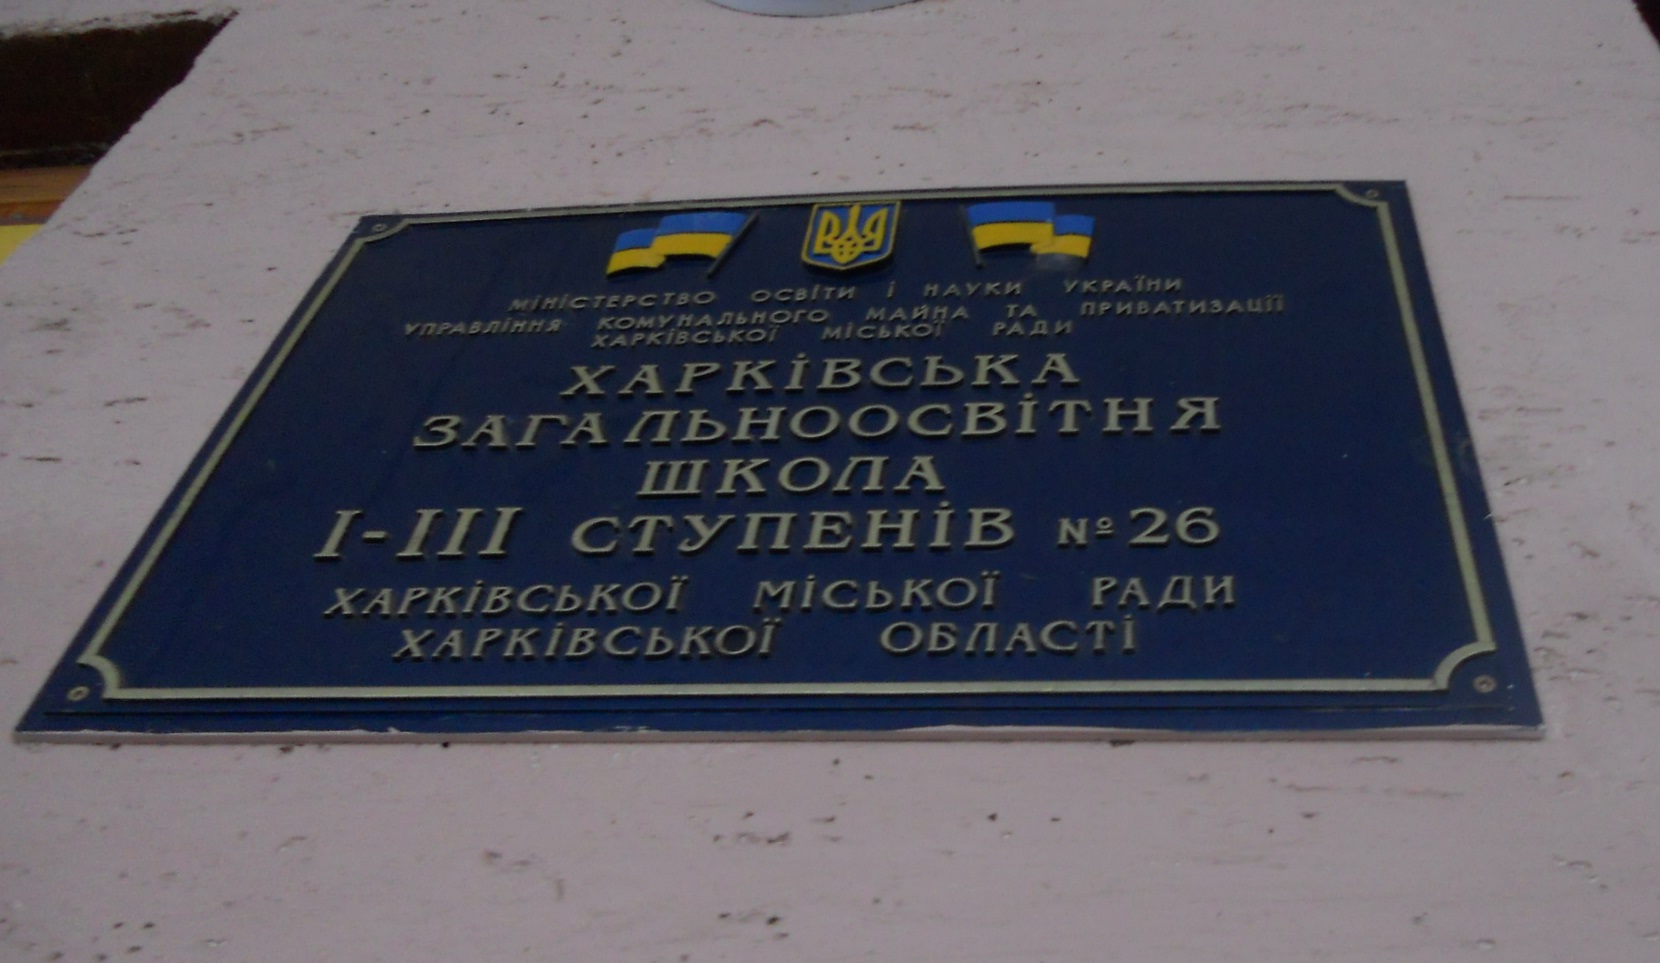 МІНІСТЕРСТВО ОСВІТИ І НАУКИ УКРАЇНИ
УПРАВЛІННЯ КОМУНАЛЬНОГО МАЙНА ТА ПРИВАТИЗАЦІЇ
ХАРКІВСЬКОЇ МІСЬКОЇ РАДИ
ХАРКІВСЬКА
ЗАГАЛЬНООСВІТНЯ
ШКОЛА
І-ІІІ СТУПЕНІВ №26
ХАРКІВСЬКОЇ МІСЬКОЇ РАДИ
ХАРКІВСЬКОЇ ОБЛАСТІ